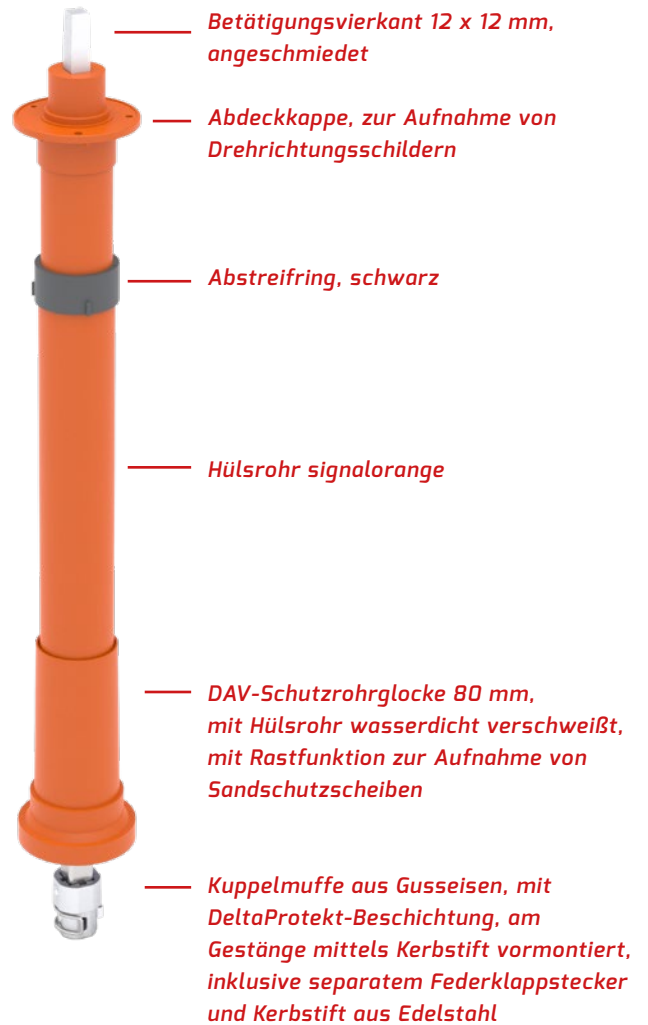 Betätigungsvierkant 12 x 12 mm,
angeschmiedet
Abdeckkappe, zur Aufnahme von
Drehrichtungsschildern
Abstreifring, schwarz
Hülsrohr signalorange
DAV-Schutzrohrglocke 80 mm,
mit Hülsrohr wasserdicht verschweißt,
mit Rastfunktion zur Aufnahme von
Sandschutzscheiben
Kuppelmuffe aus Gusseisen, mit
DeltaProtekt-Beschichtung, am
Gestänge mittels Kerbstift vormontiert,
inklusive separatem Federklappstecker
und Kerbstift aus Edelstahl